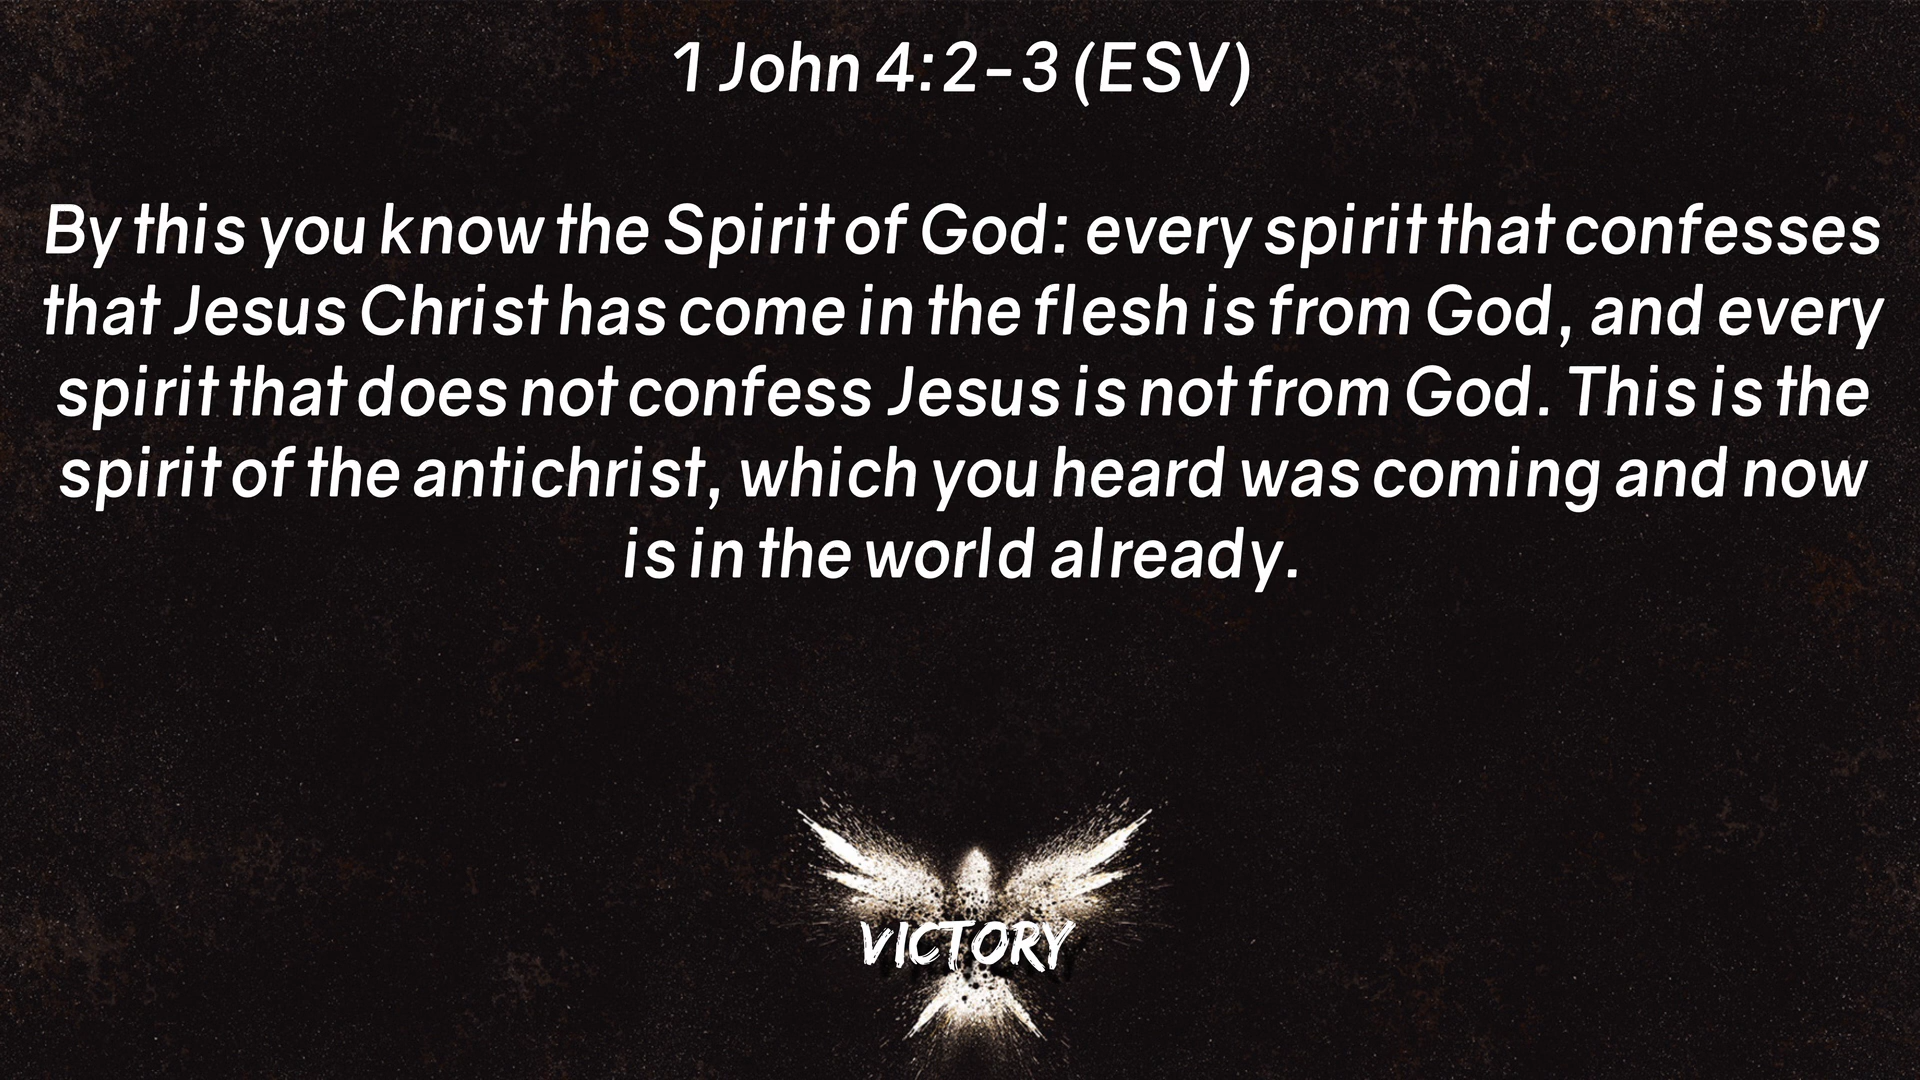 1 John 4:2-3 (ESV)
By this you know the Spirit of God: every spirit that confesses
that Jesus Christ has come in the flesh is from God, and every
spirit that does not confess Jesus is not from God. This is the
spirit of the antichrist, which you heard was coming and now
is in the world already.
VICTORY